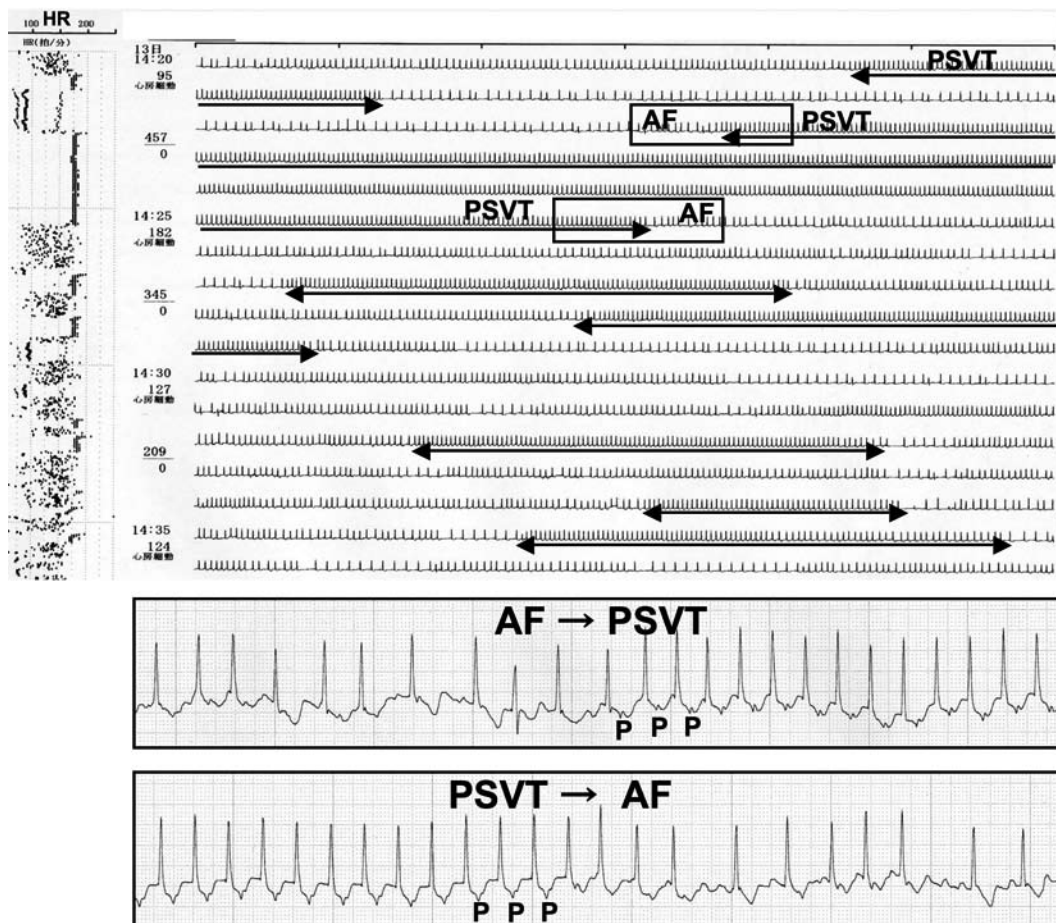 HR
100 200
HR(拍/分)
13日
14:20
95
心房細動
PSVT
AF PSVT
457
0
14:25
182
心房細動
PSVT AF
345
0
14:30
127
心房細動
209
0
14:35
124
心房細動
AF → PSVT
P P P
PSVT → AF
P P P